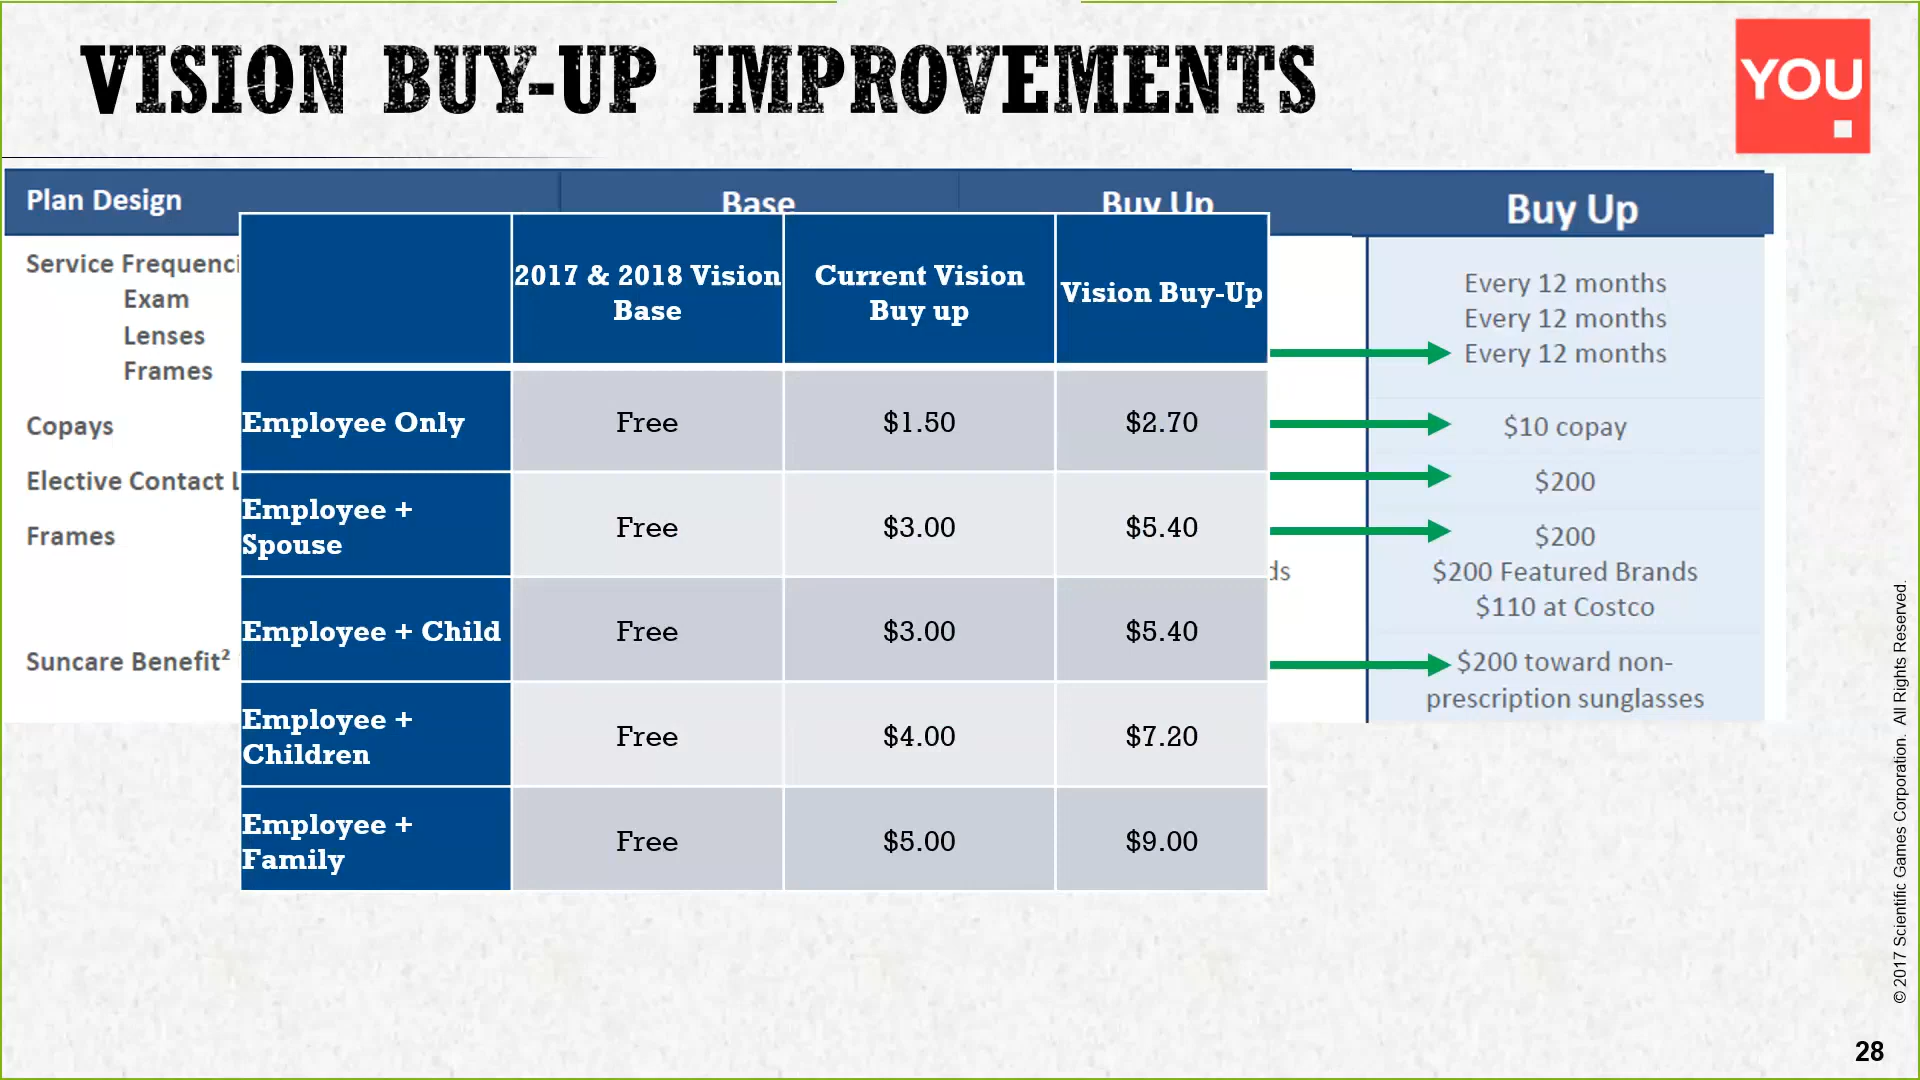 VISION BUY-UP IMPROVEMENTS
YOU
Plan Design
Base
Buy Up
Buy Up
Service Frequenci
Exam
Lenses
Frames
Copays
Elective Contact L
Frames
Suncare Benefit²
2017 & 2018 Vision
Base
Current Vision
Buy up
Vision Buy-Up
Employee Only
Free
$1.50
$2.70
Employee +
Spouse
Free
$3.00
$5.40
Employee + Child
Free
$3.00
$5.40
Employee +
Children
Free
$4.00
$7.20
Employee +
Family
Free
$5.00
$9.00
ds
Every 12 months
Every 12 months
Every 12 months
$10 copay
$200
$200
$200 Featured Brands
$110 at Costco
$200 toward non-
prescription sunglasses
© 2017 Scientific Games Corporation. All Rights Reserved.
28